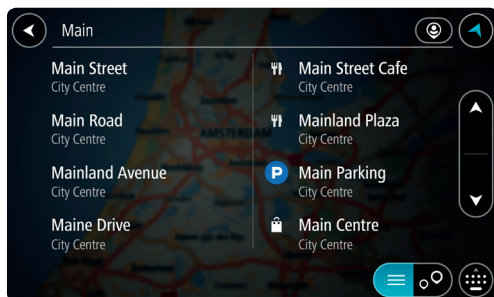 Main
Main Street
City Centre
Main Road
City Centre
Mainland Avenue
City Centre
Maine Drive
City Centre
Main Street Cafe
City Centre
Mainland Plaza
City Centre
P
Main Parking
City Centre
Main Centre
City Centre
AMSTERDAM